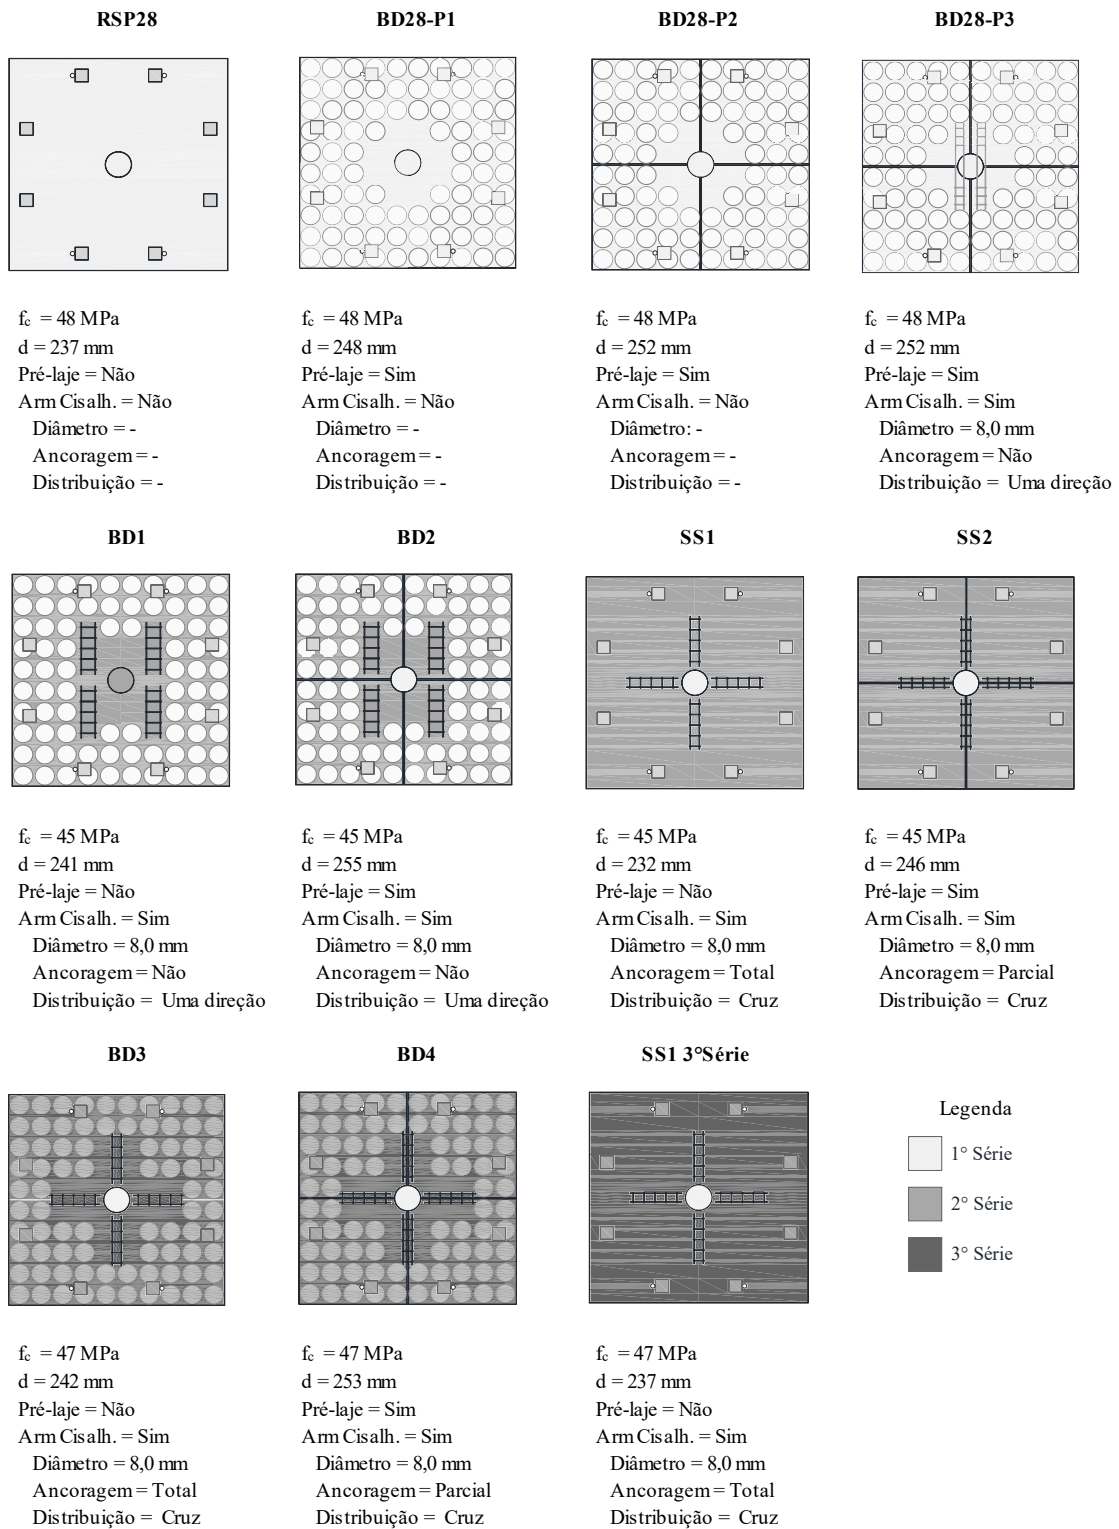 RSP28
BD28-P1
BD28-P2
BD28-P3
f_c = 48 MPa
d = 237 mm
Pré-laje = Não
Arm Cisalh. = Não
Diâmetro = -
Ancoragem = -
Distribuição = -
f_c = 48 MPa
d = 248 mm
Pré-laje = Sim
Arm Cisalh. = Não
Diâmetro = -
Ancoragem = -
Distribuição = -
f_c = 48 MPa
d = 252 mm
Pré-laje = Sim
Arm Cisalh. = Não
Diâmetro: -
Ancoragem = -
Distribuição = -
f_c = 48 MPa
d = 252 mm
Pré-laje = Sim
Arm Cisalh. = Sim
Diâmetro = 8,0 mm
Ancoragem = Não
Distribuição = Uma direção
BD1
BD2
SS1
SS2
f_c = 45 MPa
d = 241 mm
Pré-laje = Não
Arm Cisalh. = Sim
Diâmetro = 8,0 mm
Ancoragem = Não
Distribuição = Uma direção
f_c = 45 MPa
d = 255 mm
Pré-laje = Sim
Arm Cisalh. = Sim
Diâmetro = 8,0 mm
Ancoragem = Não
Distribuição = Uma direção
f_c = 45 MPa
d = 232 mm
Pré-laje = Não
Arm Cisalh. = Sim
Diâmetro = 8,0 mm
Ancoragem = Total
Distribuição = Cruz
f_c = 45 MPa
d = 246 mm
Pré-laje = Sim
Arm Cisalh. = Sim
Diâmetro = 8,0 mm
Ancoragem = Parcial
Distribuição = Cruz
BD3
BD4
SS1 3°Série
f_c = 47 MPa
d = 242 mm
Pré-laje = Não
Arm Cisalh. = Sim
Diâmetro = 8,0 mm
Ancoragem = Total
Distribuição = Cruz
f_c = 47 MPa
d = 253 mm
Pré-laje = Sim
Arm Cisalh. = Sim
Diâmetro = 8,0 mm
Ancoragem = Parcial
Distribuição = Cruz
f_c = 47 MPa
d = 237 mm
Pré-laje = Não
Arm Cisalh. = Sim
Diâmetro = 8,0 mm
Ancoragem = Total
Distribuição = Cruz
Legenda
1° Série
2° Série
3° Série